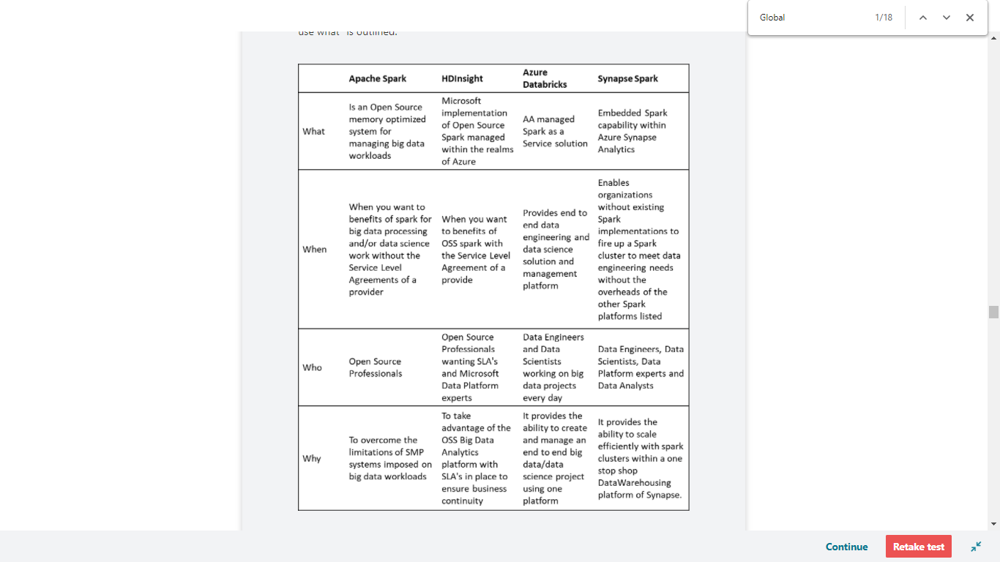 Global 1/18
use what" is outlined.
Apache Spark HDInsight Azure Databricks Synapse Spark
What
Is an Open Source
memory optimized
system for
managing big data
workloads
Microsoft
implementation
of Open Source
Spark managed
within the realms
of Azure
AA managed
Spark as a
Service solution
Embedded Spark
capability within
Azure Synapse
Analytics
When
When you want to
benefits of spark for
big data processing
and/or data science
work without the
Service Level
Agreements of a
provider
When you want
to benefits of
OSS spark with
the Service Level
Agreement of a
provide
Provides end to
end data
engineering and
data science
solution and
management
platform
Enables
organizations
without existing
Spark
implementations to
fire up a Spark
cluster to meet data
engineering needs
without the
overheads of the
other Spark
platforms listed
Who
Open Source
Professionals
Open Source
Professionals
wanting SLA's
and Microsoft
Data Platform
experts
Data Engineers
and Data
Scientists
working on big
data projects
every day
Data Engineers, Data
Scientists, Data
Platform experts and
Data Analysts
Why
To overcome the
limitations of SMP
systems imposed on
big data workloads
To take
advantage of the
OSS Big Data
Analytics
platform with
SLA's in place to
ensure business
continuity
It provides the
ability to create
and manage an
end to end big
data/data
science project
using one
platform
It provides the
ability to scale
efficiently with spark
clusters within a one
stop shop
DataWarehousing
platform of Synapse.
Continue
Retake test